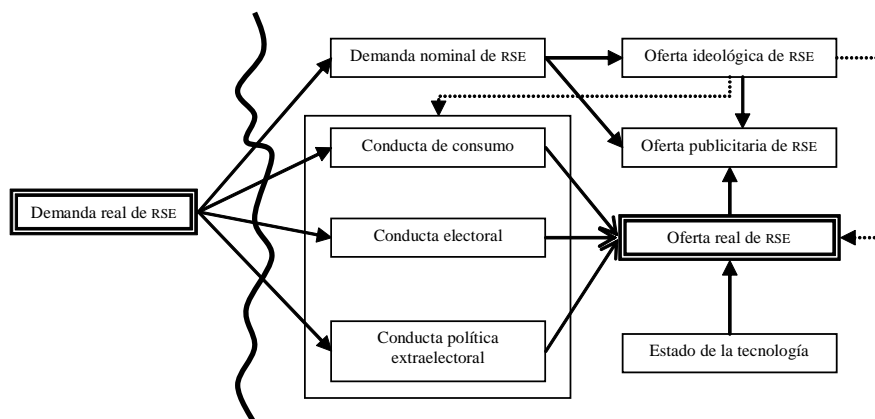 Demanda nominal de RSE
Oferta ideológica de RSE
Conducta de consumo
Oferta publicitaria de RSE
Demanda real de RSE
Conducta electoral
Oferta real de RSE
Conducta política
extraelectoral
Estado de la tecnología